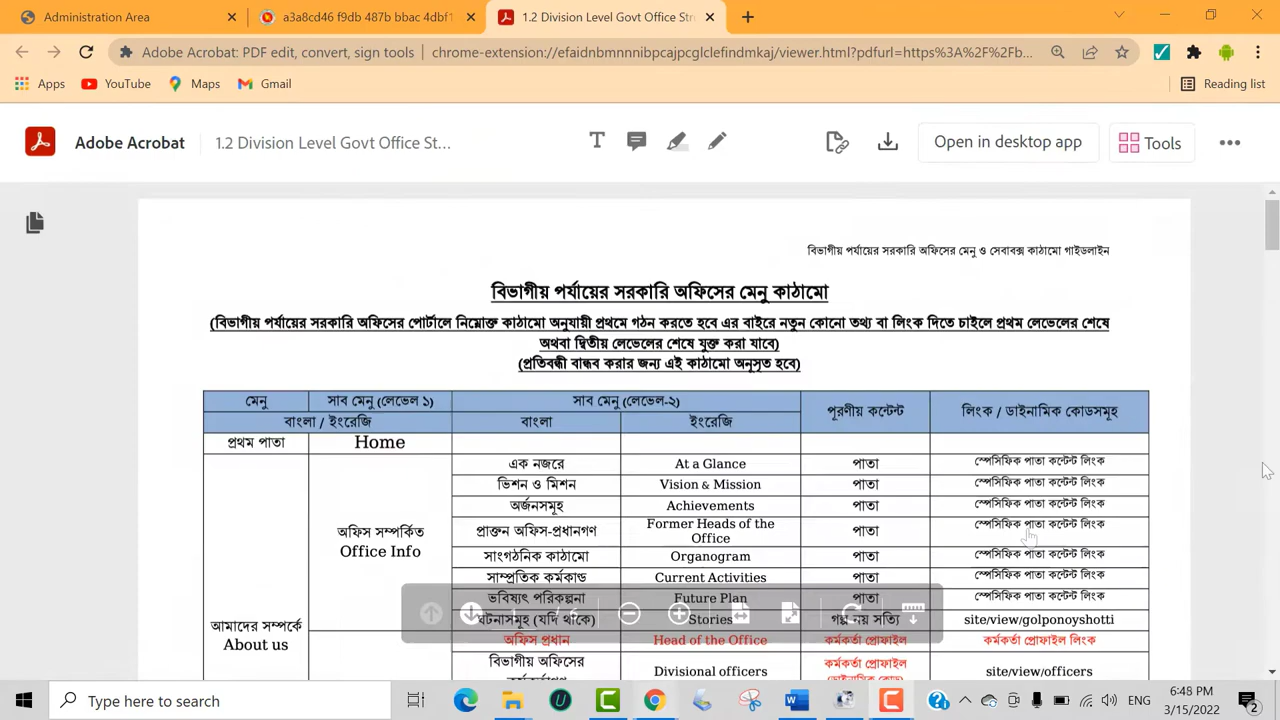 Administration Area
a3a8cd46 f9db 487b bbac 4dbf1
1.2 Division Level Govt Office Str
Adobe Acrobat: PDF edit, convert, sign tools | chrome-extension://efaidnbmnnnibpcajpcglclefindmkaj/viewer.html?pdfurl=https%3A%2F%2Fb...
Apps YouTube Maps Gmail Reading list
Adobe Acrobat 1.2 Division Level Govt Office St... Open in desktop app Tools
বিভাগীয় পর্যায়ের সরকারি অফিসের মেনু ও সেবাবক্স কাঠামো গাইডলাইন
বিভাগীয় পর্যায়ের সরকারি অফিসের মেনু কাঠামো
(বিভাগীয় পর্যায়ের সরকারি অফিসের পোর্টালে নিম্নোক্ত কাঠামো অনুযায়ী প্রথমে গঠন করতে হবে এর বাইরে নতুন কোনো তথ্য বা লিংক দিতে চাইলে প্রথম লেভেলের শেষে
অথবা দ্বিতীয় লেভেলের শেষে যুক্ত করা যাবে)
(প্রতিবন্ধী বান্ধব করার জন্য এই কাঠামো অনুসৃত হবে)
মেনু সাব মেনু (লেভেল ১) সাব মেনু (লেভেল-২) পূরণীয় কন্টেন্ট লিংক / ডাইনামিক কোডসমূহ
বাংলা / ইংরেজি বাংলা ইংরেজি
প্রথম পাতা Home
এক নজরে At a Glance পাতা স্পেসিফিক পাতা কন্টেন্ট লিংক
ভিশন ও মিশন Vision & Mission পাতা স্পেসিফিক পাতা কন্টেন্ট লিংক
অর্জনসমূহ Achievements পাতা স্পেসিফিক পাতা কন্টেন্ট লিংক
অফিস সম্পর্কিত
Office Info
প্রাক্তন অফিস-প্রধানগণ Former Heads of the
Office পাতা স্পেসিফিক পাতা কন্টেন্ট লিংক
সাংগঠনিক কাঠামো Organogram পাতা স্পেসিফিক পাতা কন্টেন্ট লিংক
সাম্প্রতিক কর্মকান্ড Current Activities পাতা স্পেসিফিক পাতা কন্টেন্ট লিংক
ভবিষ্যৎ পরিকল্পনা Future Plan পাতা স্পেসিফিক পাতা কন্টেন্ট লিংক
ঘটনাসমূহ (যদি থাকে) Stories গল্প নয় সত্যি site/view/golponoyshotti
আমাদের সম্পর্কে
About us
অফিস প্রধান Head of the Office কর্মকর্তা প্রোফাইল কর্মকর্তা প্রোফাইল লিংক
বিভাগীয় অফিসের Divisional officers কর্মকর্তা প্রোফাইল site/view/officers
Type here to search
ENG
6:48 PM
3/15/2022
2